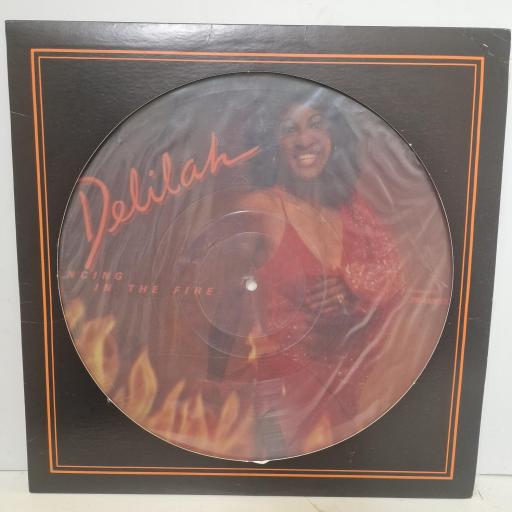 Delilah
NCING
IN THE FIRE